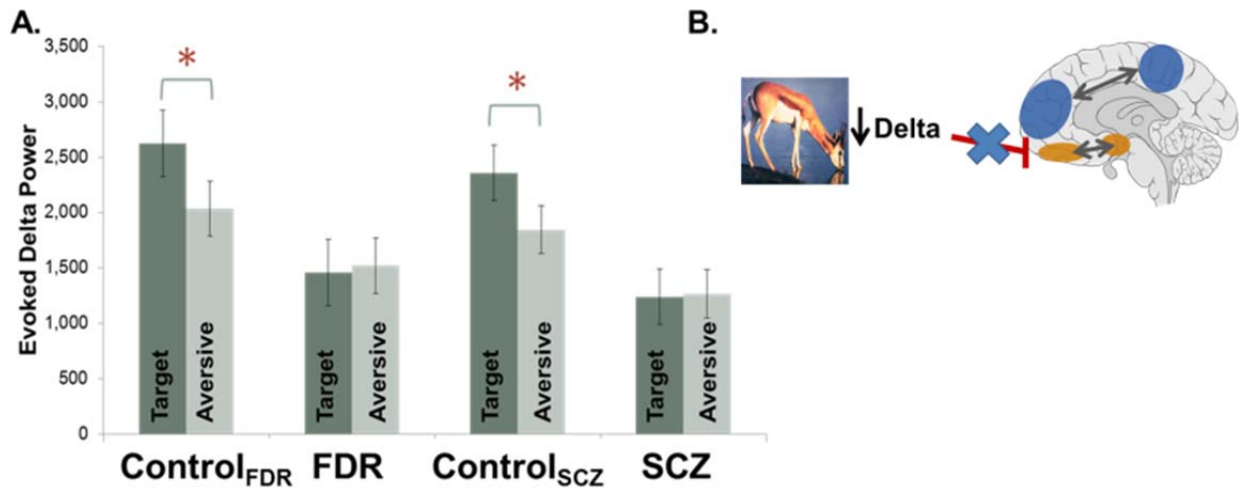 A.
B.
3,500
*
*
3,000
2,500
2,000
1,500
1,000
500
0
Evoked Delta Power
Target
Aversive
Target
Aversive
Target
Aversive
Target
Aversive
ControlFDR
FDR
ControlSCZ
SCZ
↓Delta